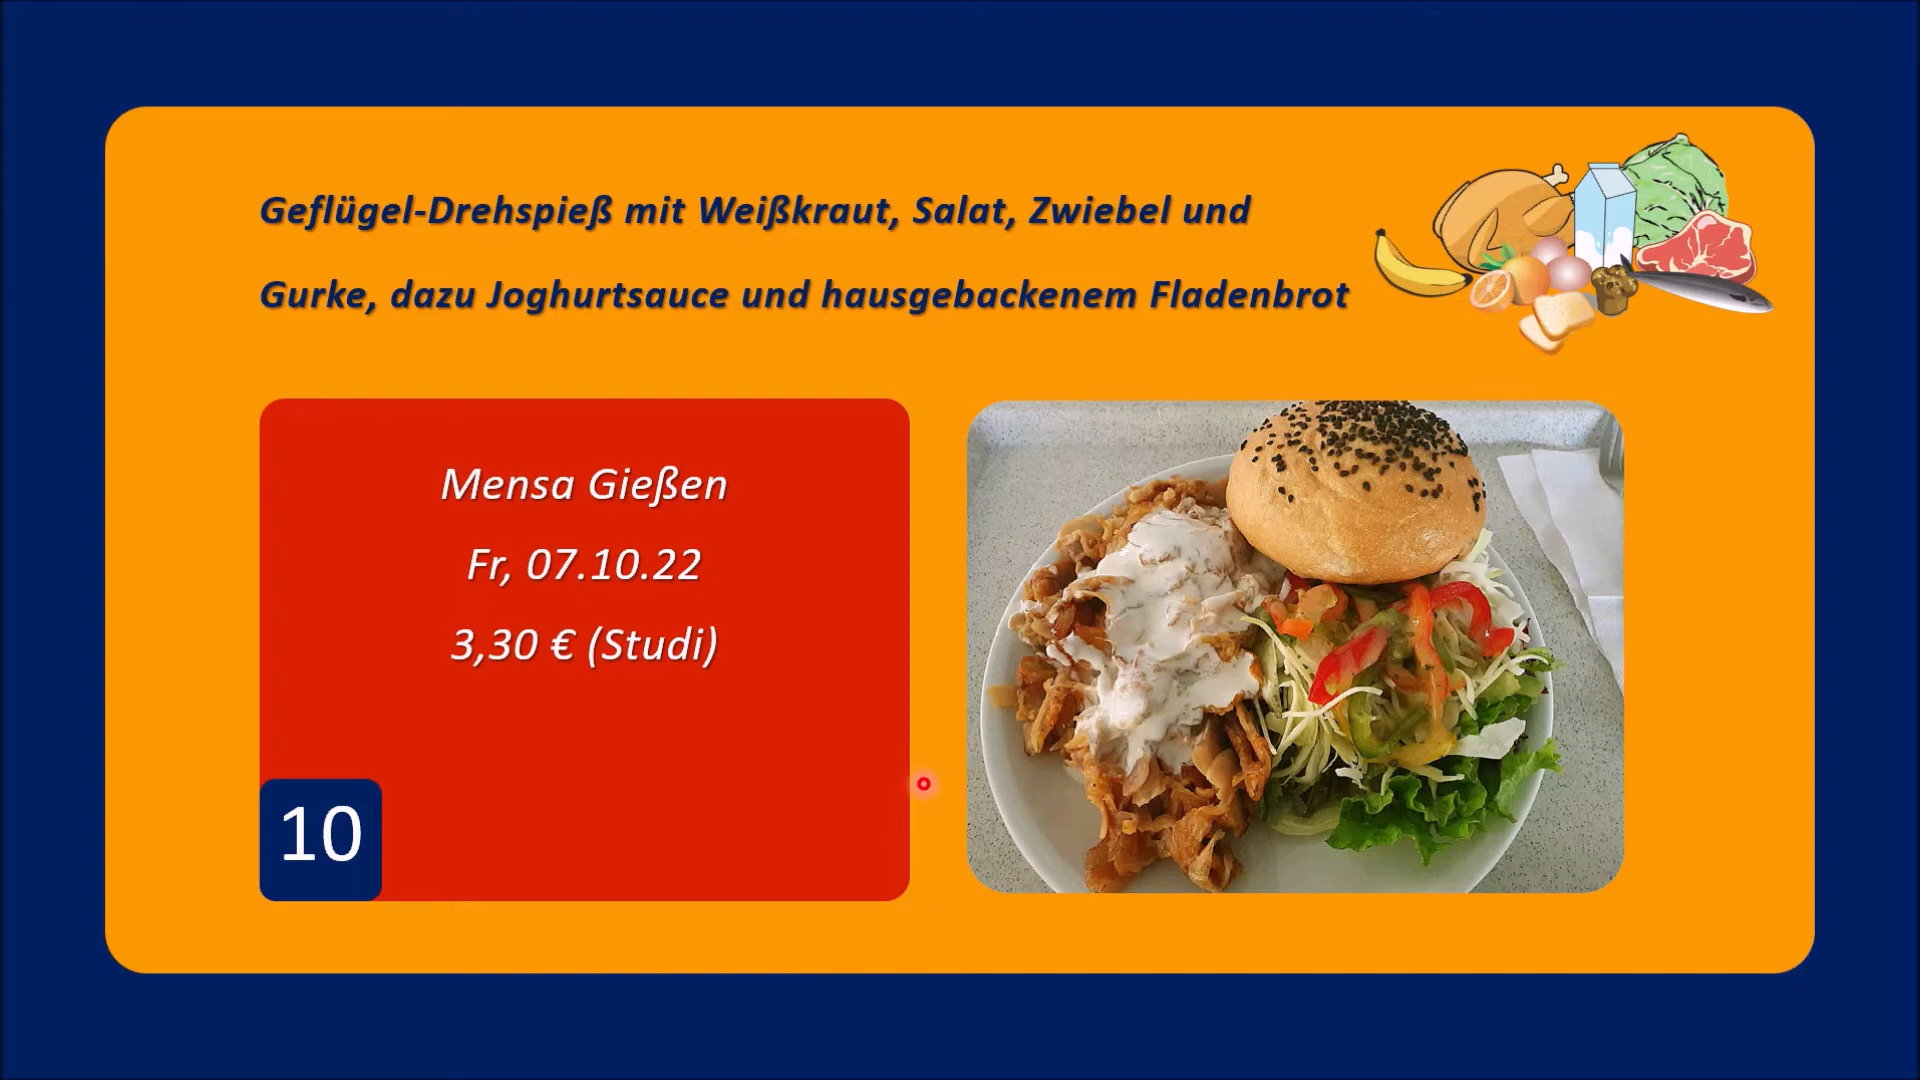 Geflügel-Drehspieß mit Weißkraut, Salat, Zwiebel und
Gurke, dazu Joghurtsauce und hausgebackenem Fladenbrot
Mensa Gießen
Fr, 07.10.22
3,30 € (Studi)
10